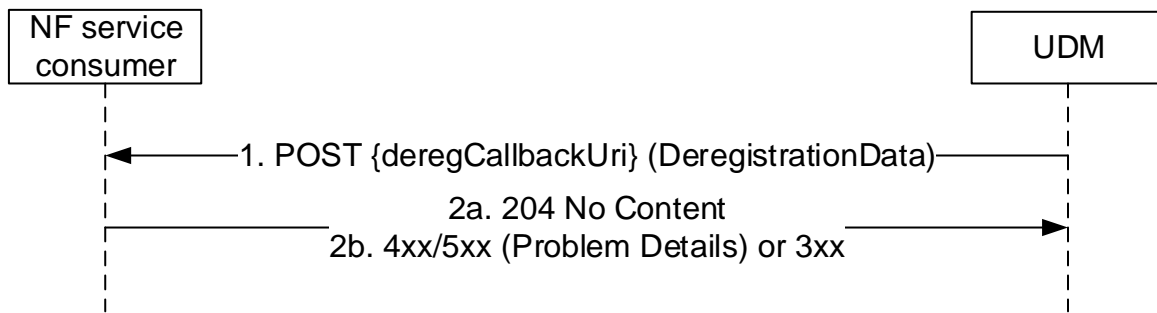 NF service
consumer
UDM
1. POST {deregCallbackUri} (DeregistrationData)
2a. 204 No Content
2b. 4xx/5xx (Problem Details) or 3xx